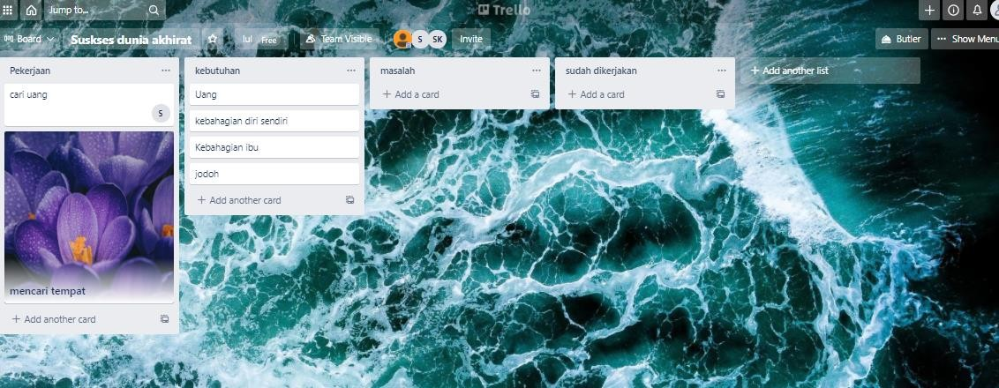 Jump to...
Trello
Board
Suskses dunia akhirat
lul
Free
Team Visible
S
SK
Invite
Butler
... Show Menu
Pekerjaan
cari uang
S
mencari tempat
+ Add another card
kebutuhan
Uang
kebahagian diri sendiri
Kebahagian ibu
jodoh
+ Add another card
masalah
+ Add a card
sudah dikerjakan
+ Add a card
+ Add another list